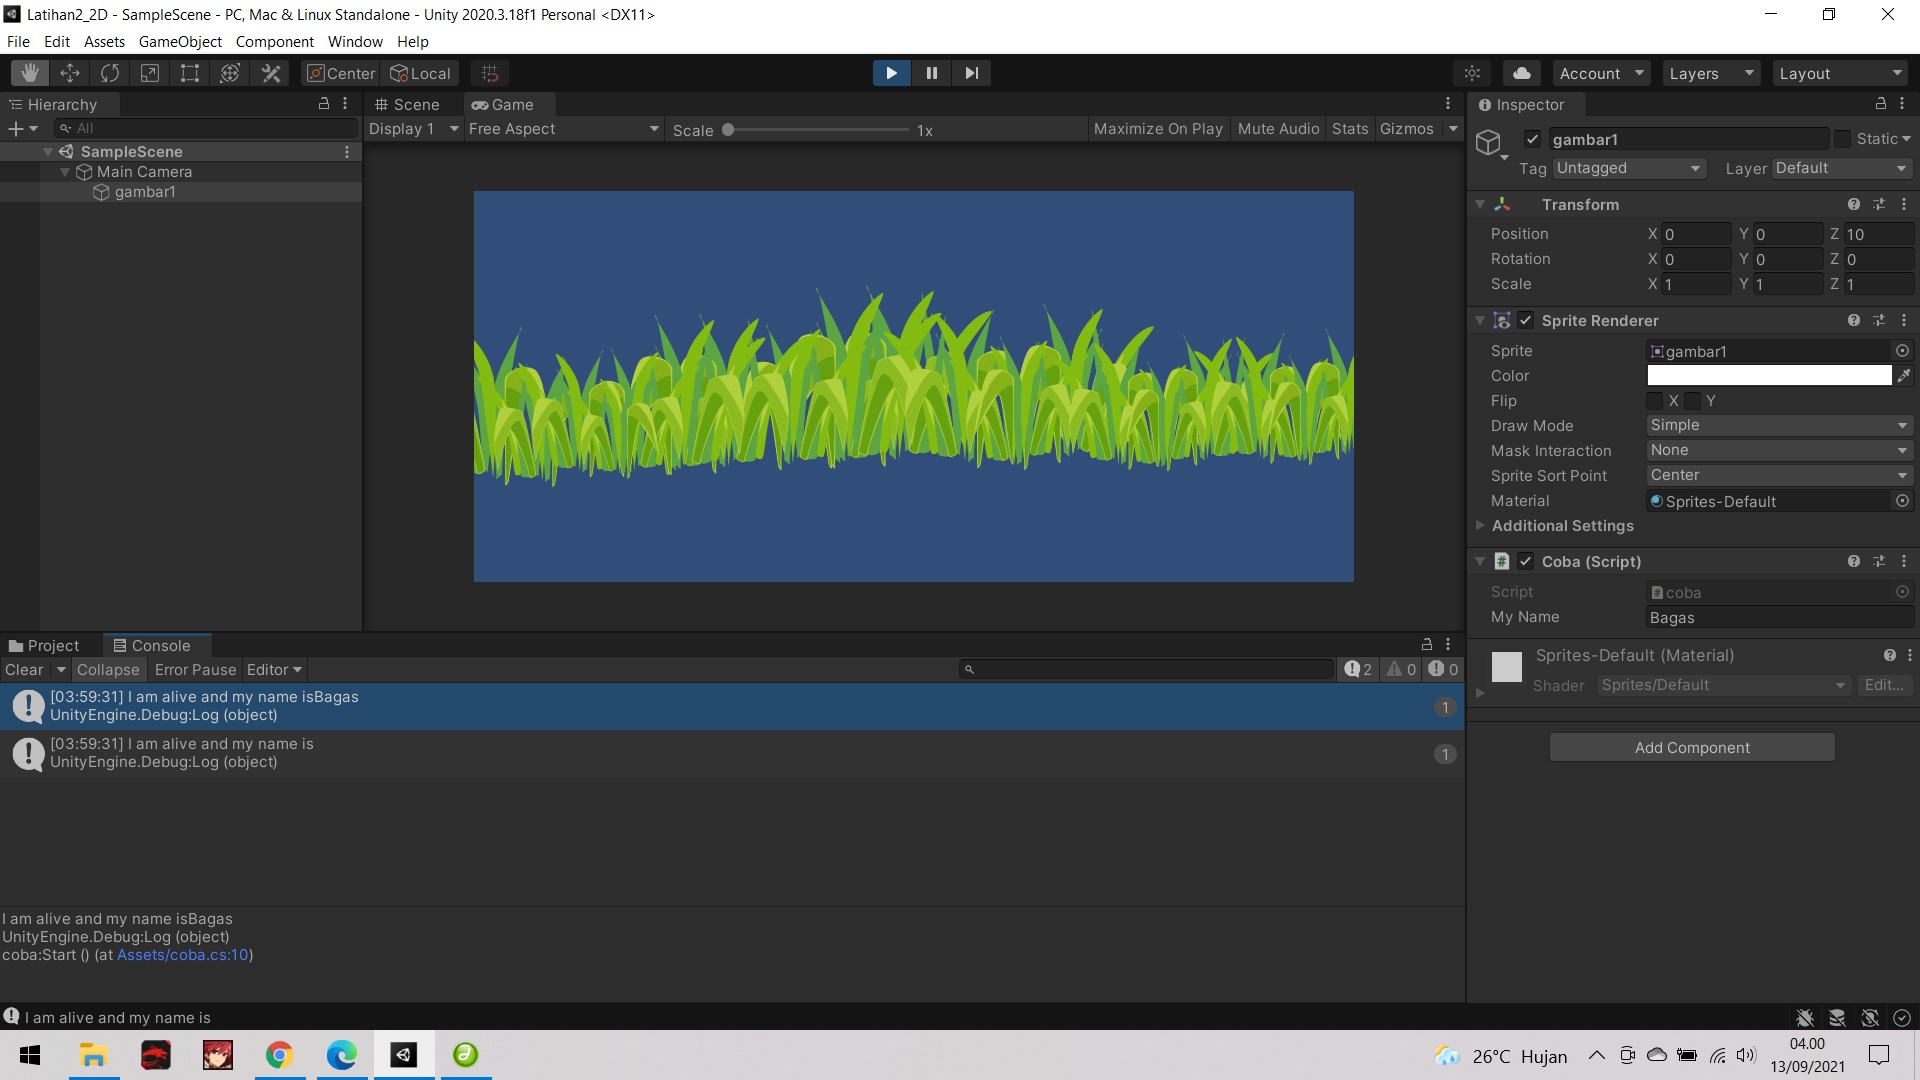 Latihan2_2D - SampleScene - PC, Mac & Linux Standalone - Unity 2020.3.18f1 Personal <DX11>
File Edit Assets GameObject Component Window Help
Center Local Account Layers Layout
Hierarchy
All
SampleScene
Main Camera
gambar1
Scene Game
Display 1 Free Aspect Scale 1x Maximize On Play Mute Audio Stats Gizmos
Inspector
gambar1 Static
Tag Untagged Layer Default
Transform
Position X 0 Y 0 Z 10
Rotation X 0 Y 0 Z 0
Scale X 1 Y 1 Z 1
Sprite Renderer
Sprite gambar1
Color
Flip X Y
Draw Mode Simple
Mask Interaction None
Sprite Sort Point Center
Material Sprites-Default
Additional Settings
Coba (Script)
Script coba
My Name Bagas
Sprites-Default (Material)
Shader Sprites/Default Edit...
Add Component
Project Console
Clear Collapse Error Pause Editor 2 0 0
[03:59:31] I am alive and my name isBagas
UnityEngine.Debug:Log (object)
1
[03:59:31] I am alive and my name is
UnityEngine.Debug:Log (object)
1
I am alive and my name isBagas
UnityEngine.Debug:Log (object)
coba:Start () (at Assets/coba.cs:10)
I am alive and my name is
26°C Hujan
04.00
13/09/2021